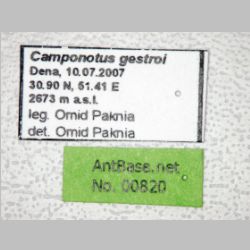 Camponotus gestroi
Dena, 10.07.2007
30.90 N, 51.41 E
2673 m a.s.l.
leg. Omid Paknia
det. Omid Paknia
AntBase.net
No. 00820